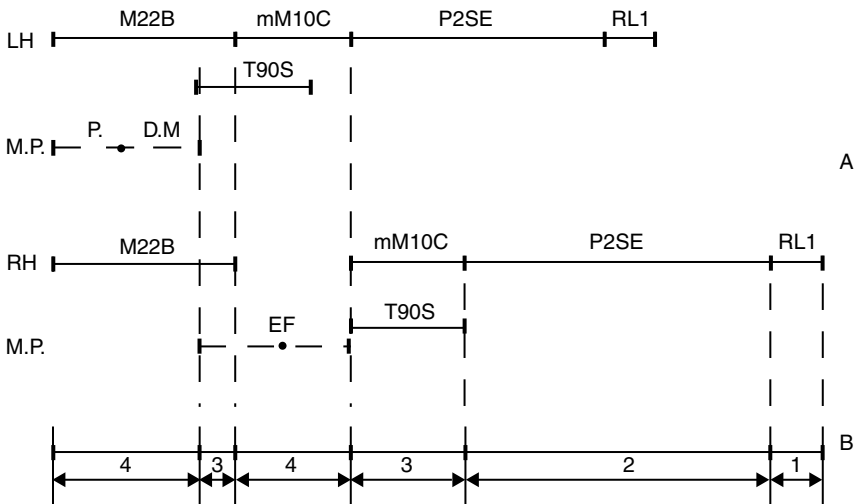 M22B mM10C P2SE RL1
LH
T90S
P. D.M
M.P.
A
mM10C P2SE RL1
M22B
RH
T90S
EF
M.P.
B
4 3 4 3 2 1